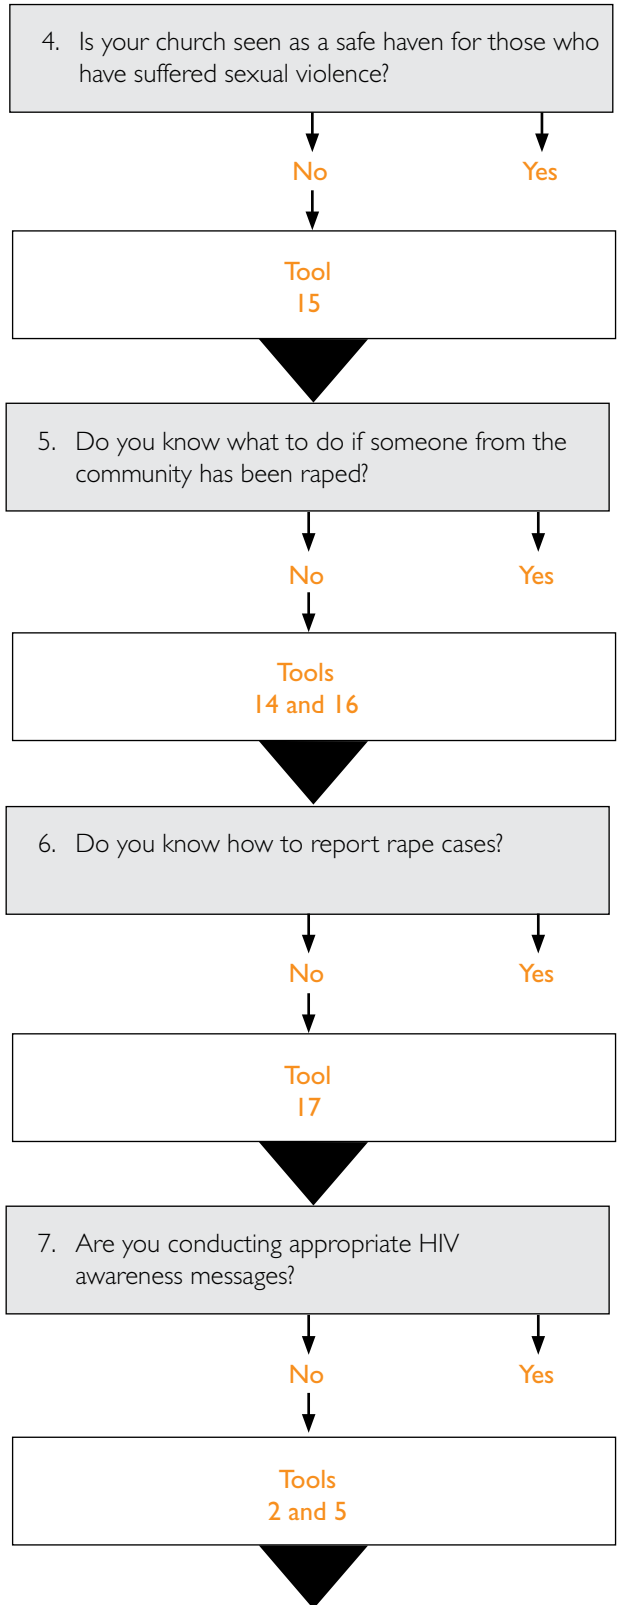 4. Is your church seen as a safe haven for those who
have suffered sexual violence?
No Yes
Tool
15
5. Do you know what to do if someone from the
community has been raped?
No Yes
Tools
14 and 16
6. Do you know how to report rape cases?
No Yes
Tool
17
7. Are you conducting appropriate HIV
awareness messages?
No Yes
Tools
2 and 5